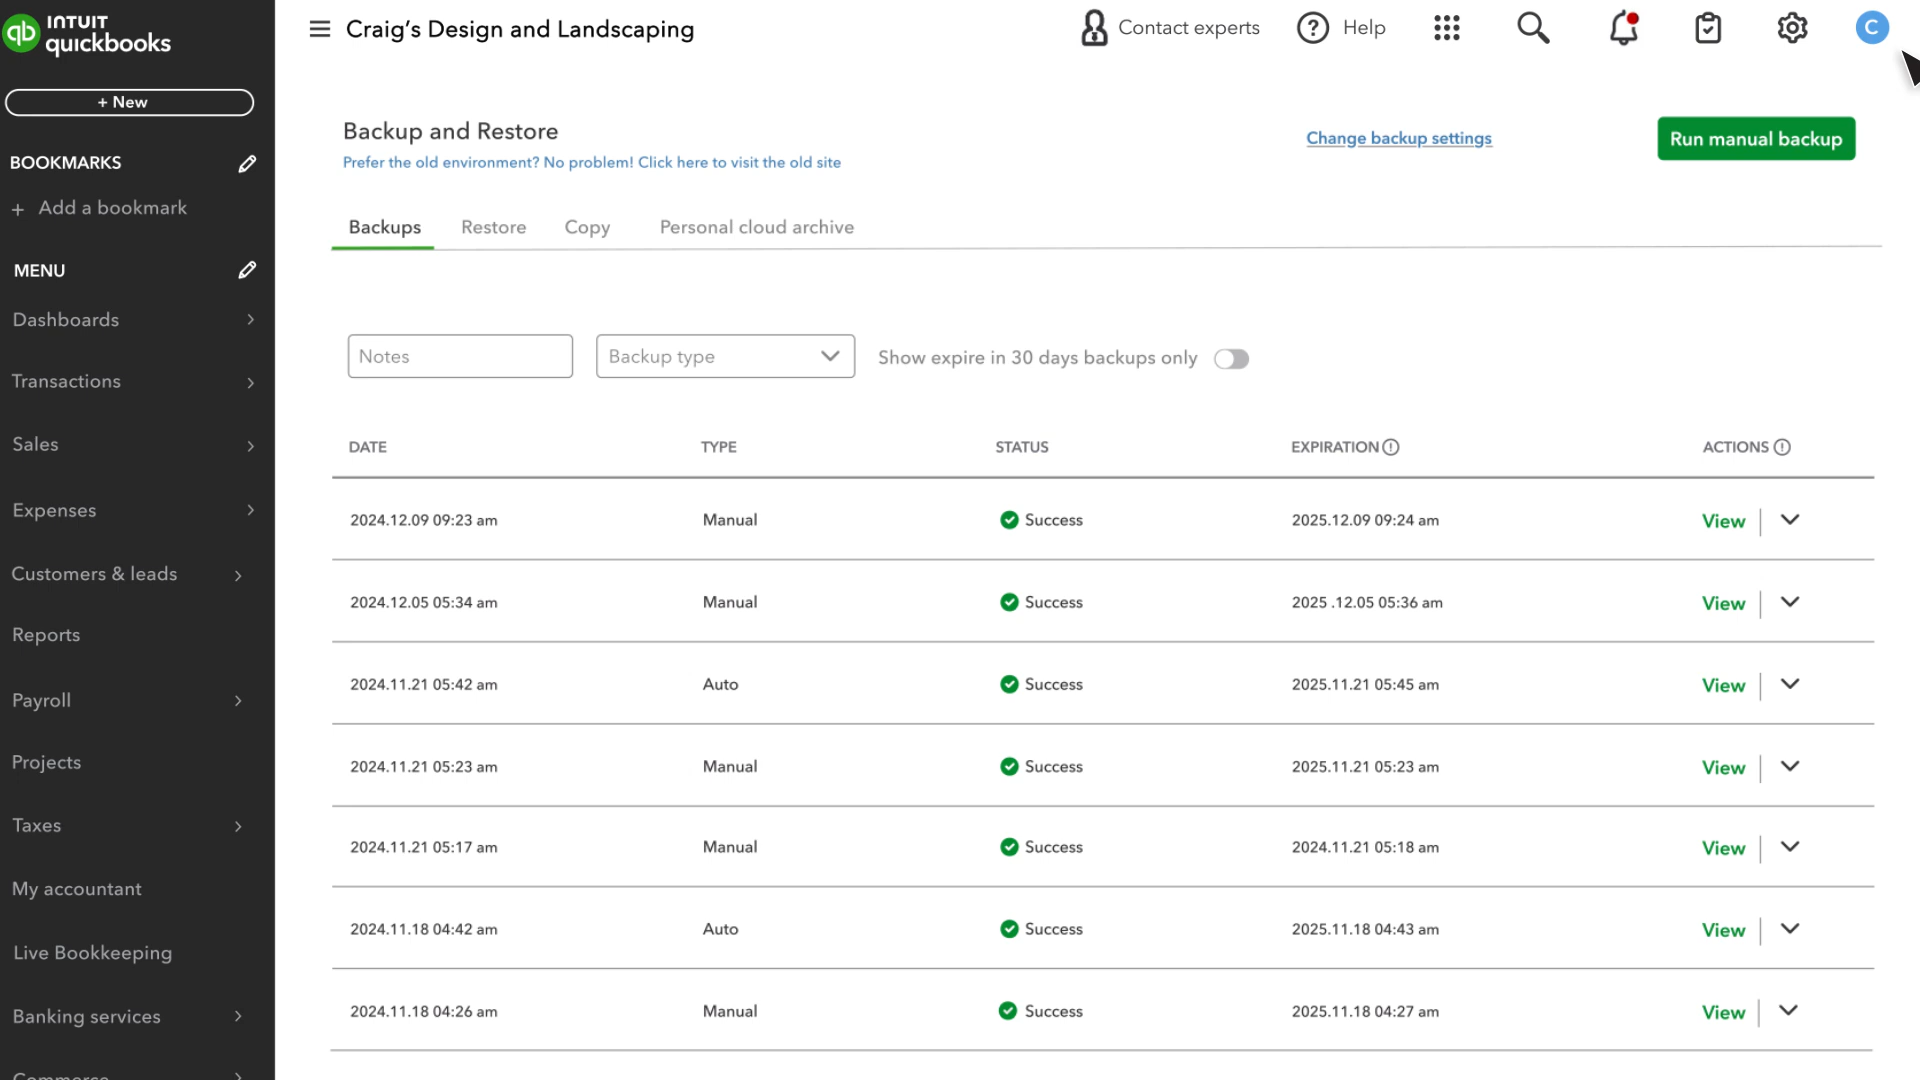 INTUIT
quickbooks
Craig's Design and Landscaping
Contact experts
Help
C
+ New
BOOKMARKS
+ Add a bookmark
MENU
Dashboards
Transactions
Sales
Expenses
Customers & leads
Reports
Payroll
Projects
Taxes
My accountant
Live Bookkeeping
Banking services
Commerce
Backup and Restore
Prefer the old environment? No problem! Click here to visit the old site
Change backup settings
Run manual backup
Backups Restore Copy Personal cloud archive
Notes Backup type Show expire in 30 days backups only
DATE TYPE STATUS EXPIRATION ACTIONS
2024.12.09 09:23 am Manual Success 2025.12.09 09:24 am View
2024.12.05 05:34 am Manual Success 2025 .12.05 05:36 am View
2024.11.21 05:42 am Auto Success 2025.11.21 05:45 am View
2024.11.21 05:23 am Manual Success 2025.11.21 05:23 am View
2024.11.21 05:17 am Manual Success 2024.11.21 05:18 am View
2024.11.18 04:42 am Auto Success 2025.11.18 04:43 am View
2024.11.18 04:26 am Manual Success 2025.11.18 04:27 am View